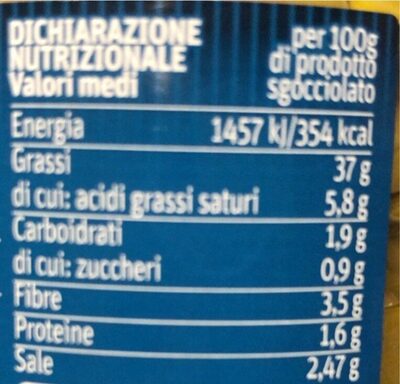 DICHIARAZIONE per 100g
NUTRIZIONALE di prodotto
Valori medi sgocciolato
Energia 1457 kJ/354 kcal
Grassi 37 g
di cui: acidi grassi saturi 5,8 g
Carboidrati 1,9 g
di cui: zuccheri 0,9 g
Fibre 3,5 g
Proteine 1,6 g
Sale 2,47 g